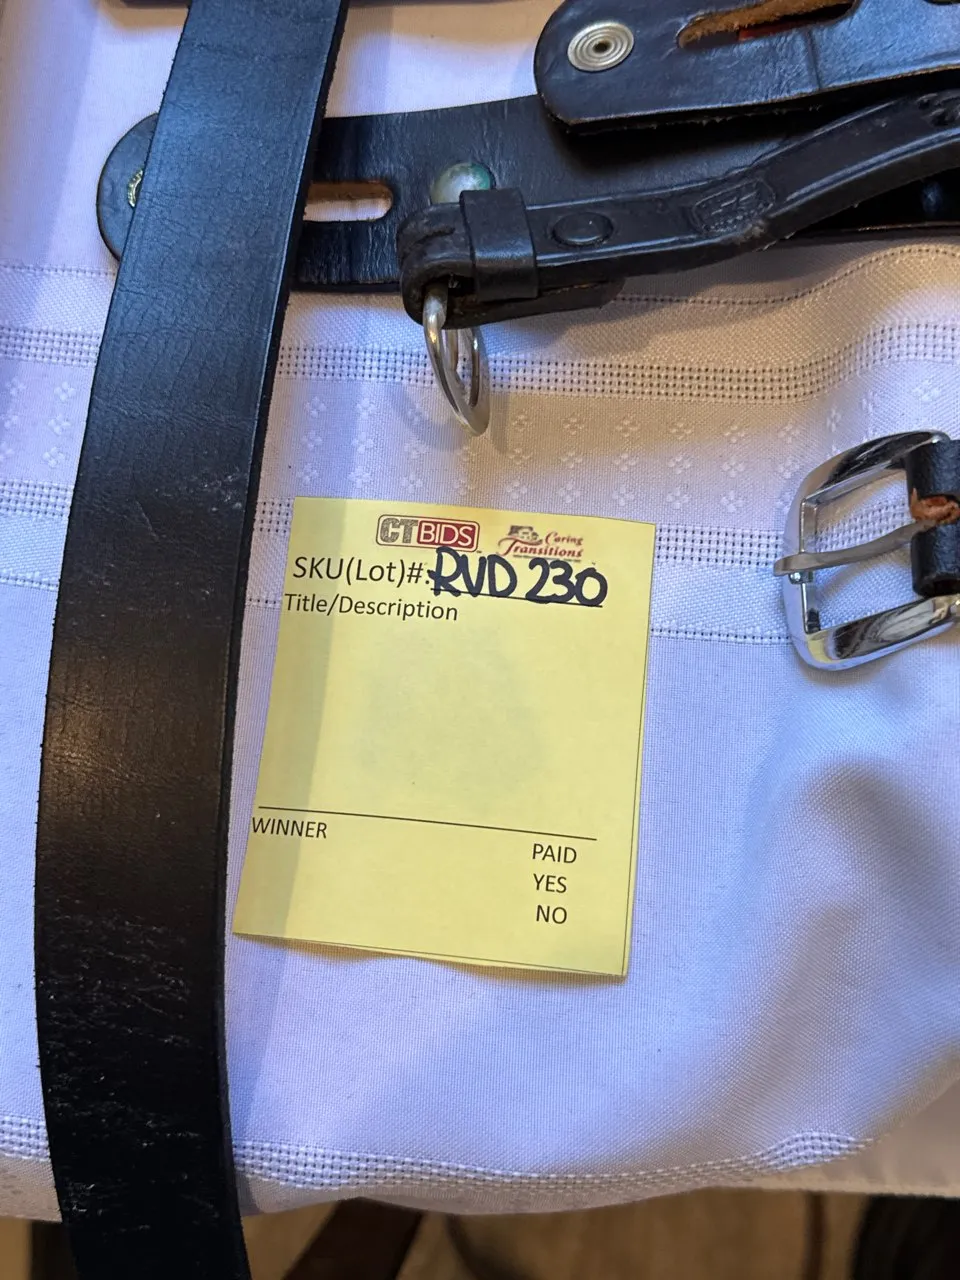 CTBIDS Caring Transitions
SKU(Lot)#: RVD 230
Title/Description
WINNER
PAID
YES
NO